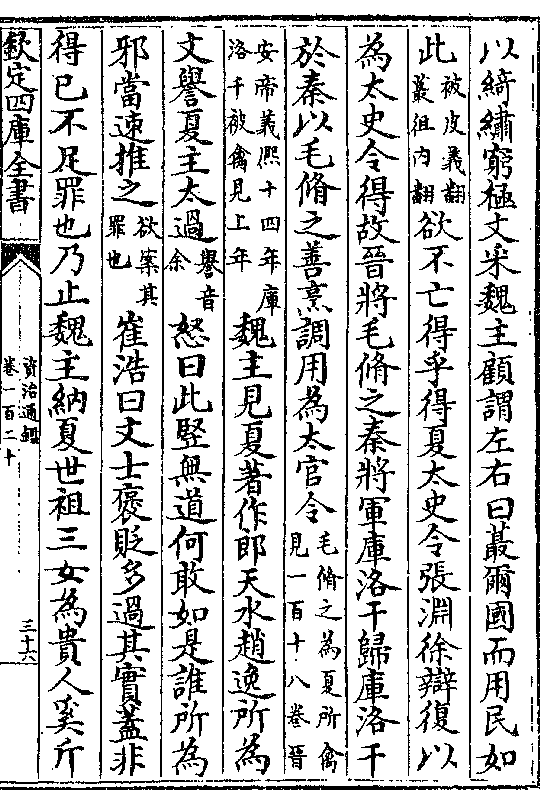 以綺繡窮極文采魏主顧謂左右曰蕞爾國而用民如
此被皮義翻蕞徂內翻欲不亡得乎得夏太史令張淵徐辯復以
為太史令得故晉將毛脩之秦將軍庫洛干歸庫洛干
於秦以毛脩之善烹調用為太官令毛脩之為夏所禽見一百十八卷晉
安帝義熈十四年庫洛干被禽見上年魏主見夏著作郎天水趙逸所為
文譽夏主太過譽音余怒曰此豎無道何敢如是誰所為
邪當速推之欲案其罪也崔浩曰文士褒貶多過其實蓋非
得已不足罪也乃止魏主納夏世祖三女為貴人奚斤
欽定四庫全書
資治通鑑
卷一百二十
三十六